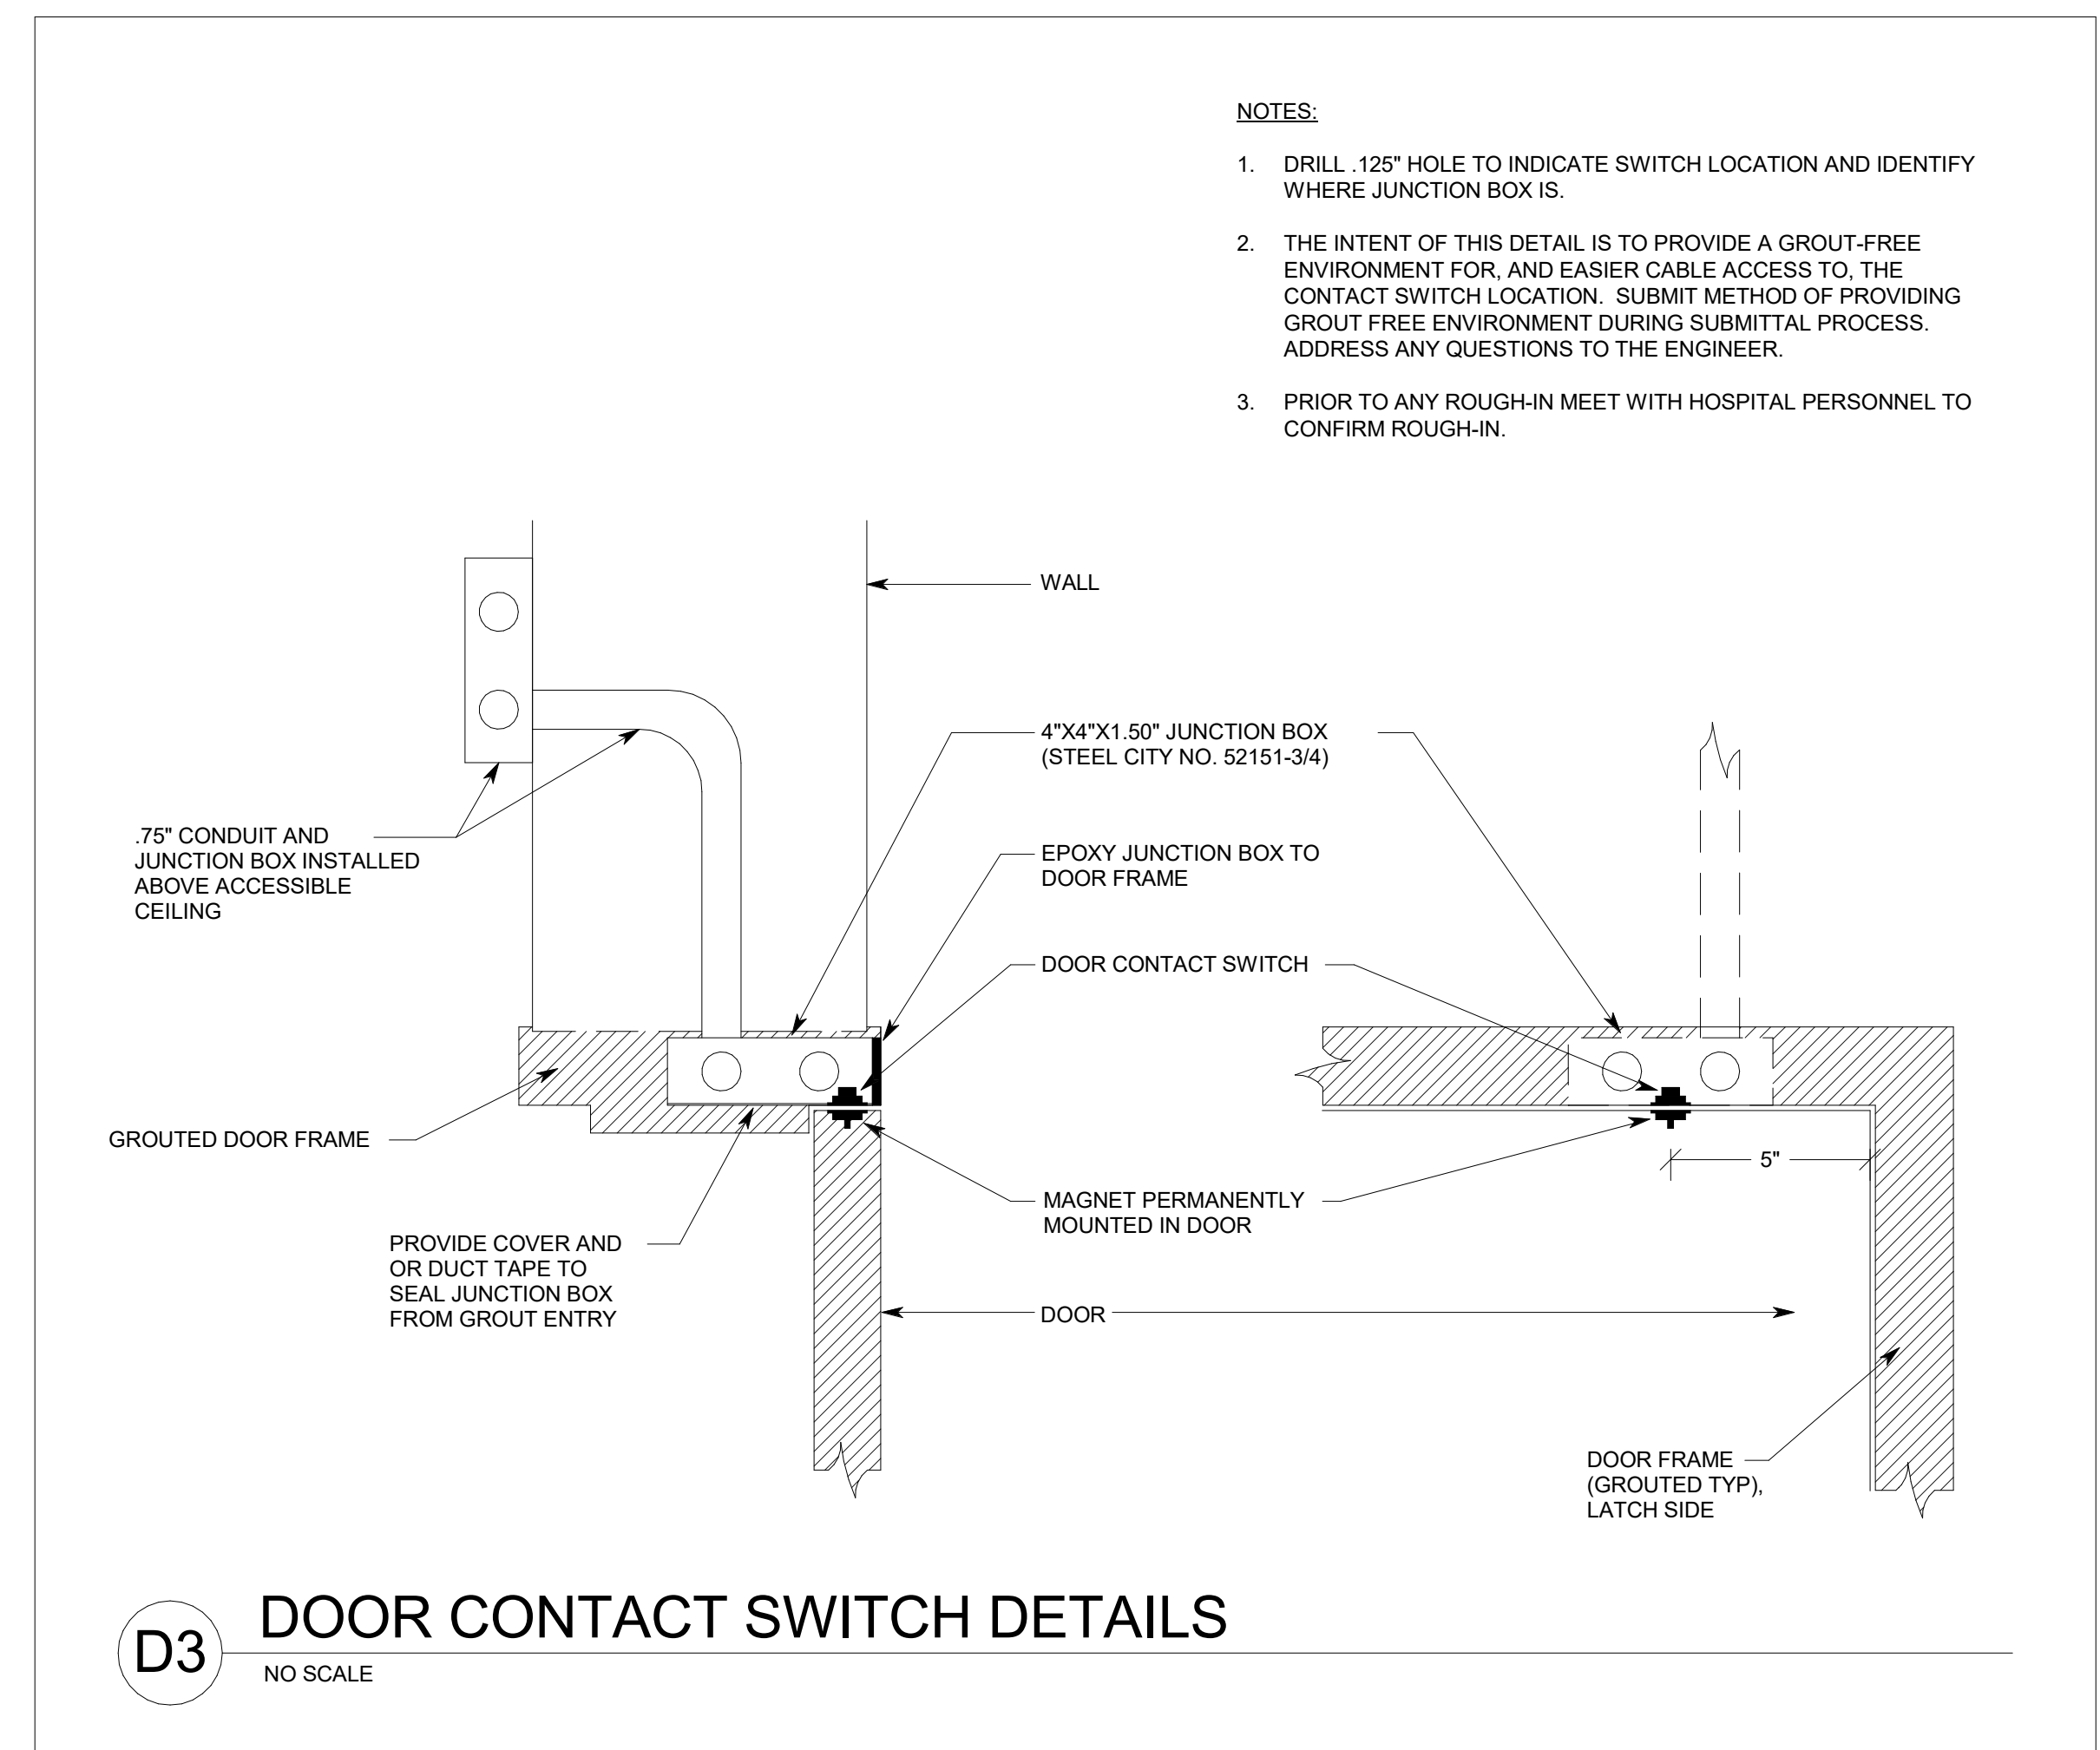 NOTES:
1. DRILL .125" HOLE TO INDICATE SWITCH LOCATION AND IDENTIFY
WHERE JUNCTION BOX IS.
2. THE INTENT OF THIS DETAIL IS TO PROVIDE A GROUT-FREE
ENVIRONMENT FOR, AND EASIER CABLE ACCESS TO, THE
CONTACT SWITCH LOCATION. SUBMIT METHOD OF PROVIDING
GROUT FREE ENVIRONMENT DURING SUBMITTAL PROCESS.
ADDRESS ANY QUESTIONS TO THE ENGINEER.
3. PRIOR TO ANY ROUGH-IN MEET WITH HOSPITAL PERSONNEL TO
CONFIRM ROUGH-IN.
WALL
4"X4"X1.50" JUNCTION BOX
(STEEL CITY NO. 52151-3/4)
.75" CONDUIT AND
JUNCTION BOX INSTALLED
ABOVE ACCESSIBLE
CEILING
EPOXY JUNCTION BOX TO
DOOR FRAME
DOOR CONTACT SWITCH
GROUTED DOOR FRAME
5"
MAGNET PERMANENTLY
MOUNTED IN DOOR
PROVIDE COVER AND
OR DUCT TAPE TO
SEAL JUNCTION BOX
FROM GROUT ENTRY
DOOR
DOOR FRAME
(GROUTED TYP),
LATCH SIDE
D3
DOOR CONTACT SWITCH DETAILS
NO SCALE